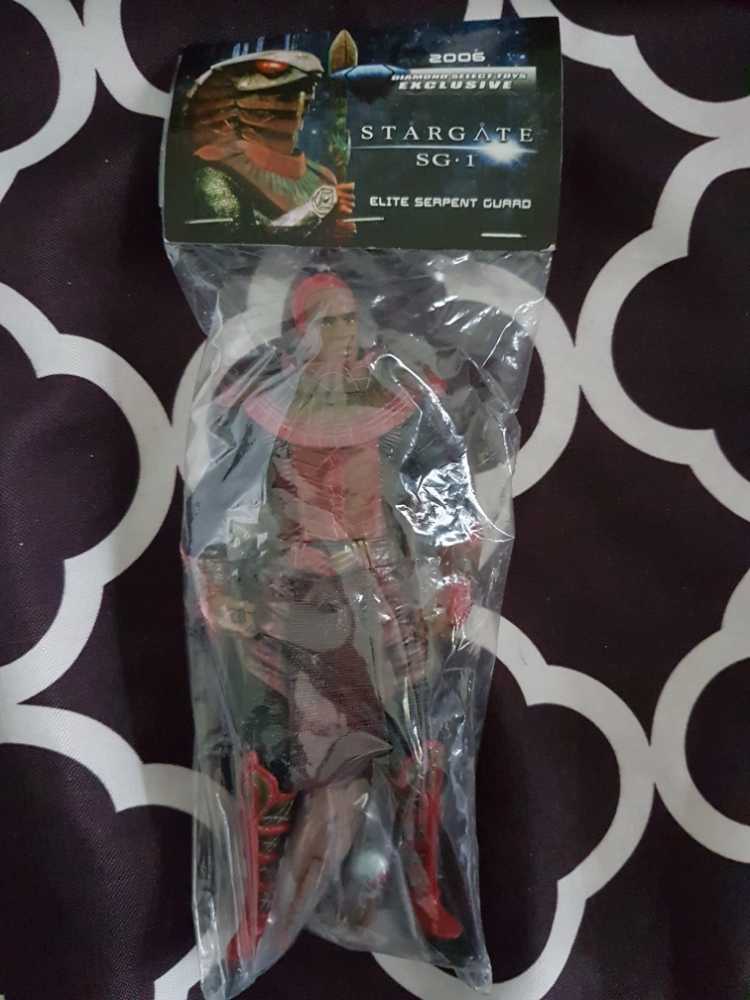 2006
DIAMOND SELECT TOYS
EXCLUSIVE
STARGATE
SG·1
ELITE SERPENT GUARD